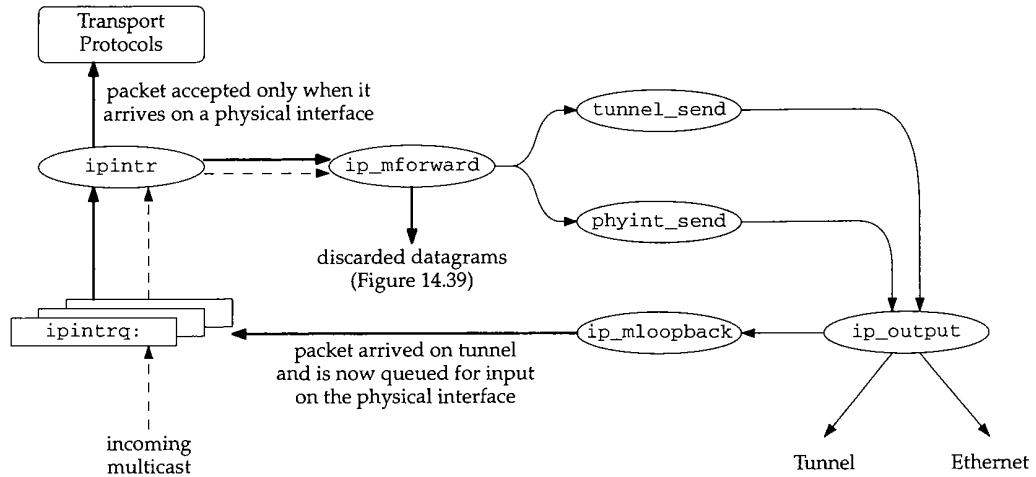 Transport
Protocols
packet accepted only when it
arrives on a physical interface
tunnel_send
ipintr
ip_mforward
phyint_send
discarded datagrams
(Figure 14.39)
ipintrq:
ip_mloopback
ip_output
packet arrived on tunnel
and is now queued for input
on the physical interface
incoming
multicast
Tunnel
Ethernet